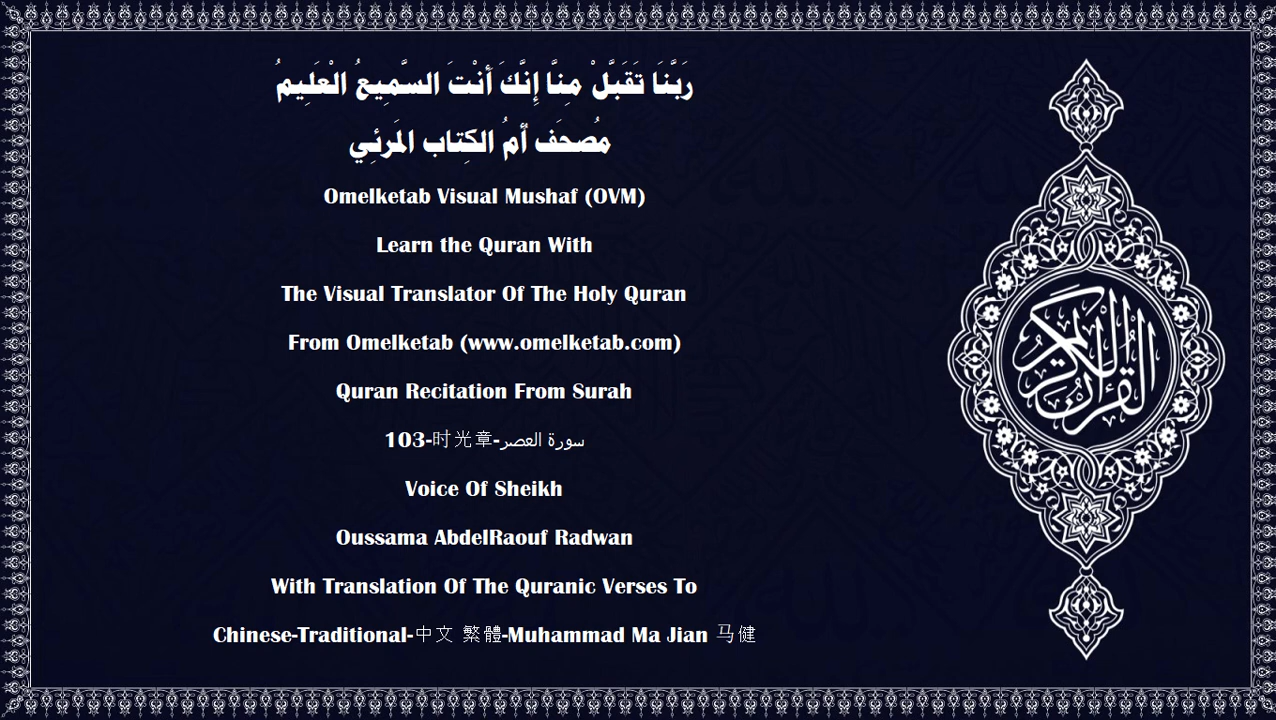 رَبَّنَا تَقَبَّلْ مِنَّا إِنَّكَ أَنْتَ السَّمِيعُ الْعَلِيمُ
مُصحَف أمُ الكِتاب المَرئِي
Omelketab Visual Mushaf (OVM)
Learn the Quran With
The Visual Translator Of The Holy Quran
From Omelketab (www.omelketab.com)
Quran Recitation From Surah
103-时光章-سورة العصر
Voice Of Sheikh
Oussama AbdelRaouf Radwan
With Translation Of The Quranic Verses To
Chinese-Traditional-中文 繁體-Muhammad Ma Jian 马健
القرآن الكريم